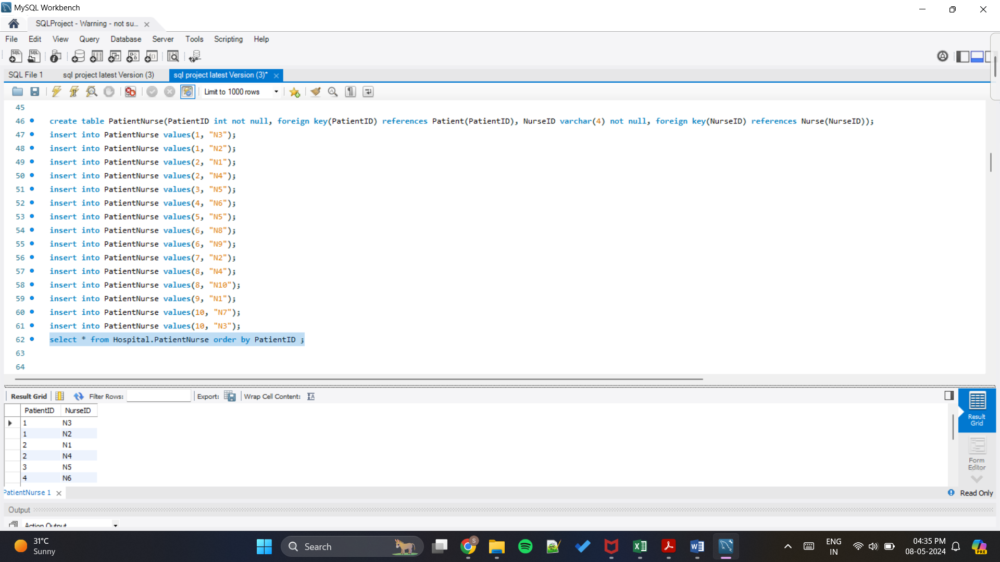 MySQL Workbench
SQLProject - Warning - not su...
File Edit View Query Database Server Tools Scripting Help
SQL File 1 sql project latest Version (3) sql project latest Version (3)*
Limit to 1000 rows
45
46 create table PatientNurse(PatientID int not null, foreign key(PatientID) references Patient(PatientID), NurseID varchar(4) not null, foreign key(NurseID) references Nurse(NurseID));
47 insert into PatientNurse values(1, "N3");
48 insert into PatientNurse values(1, "N2");
49 insert into PatientNurse values(2, "N1");
50 insert into PatientNurse values(2, "N4");
51 insert into PatientNurse values(3, "N5");
52 insert into PatientNurse values(4, "N6");
53 insert into PatientNurse values(5, "N5");
54 insert into PatientNurse values(6, "N8");
55 insert into PatientNurse values(6, "N9");
56 insert into PatientNurse values(7, "N2");
57 insert into PatientNurse values(8, "N4");
58 insert into PatientNurse values(8, "N10");
59 insert into PatientNurse values(9, "N1");
60 insert into PatientNurse values(10, "N7");
61 insert into PatientNurse values(10, "N3");
62 select * from Hospital.PatientNurse order by PatientID ;
63
64
Result Grid Filter Rows: Export: Wrap Cell Content:
PatientID NurseID
1 N3
1 N2
2 N1
2 N4
3 N5
4 N6
Result
Grid
Form
Editor
PatientNurse 1
Read Only
Output
Action Output
31°C
Sunny
Search
ENG
IN
04:35 PM
08-05-2024